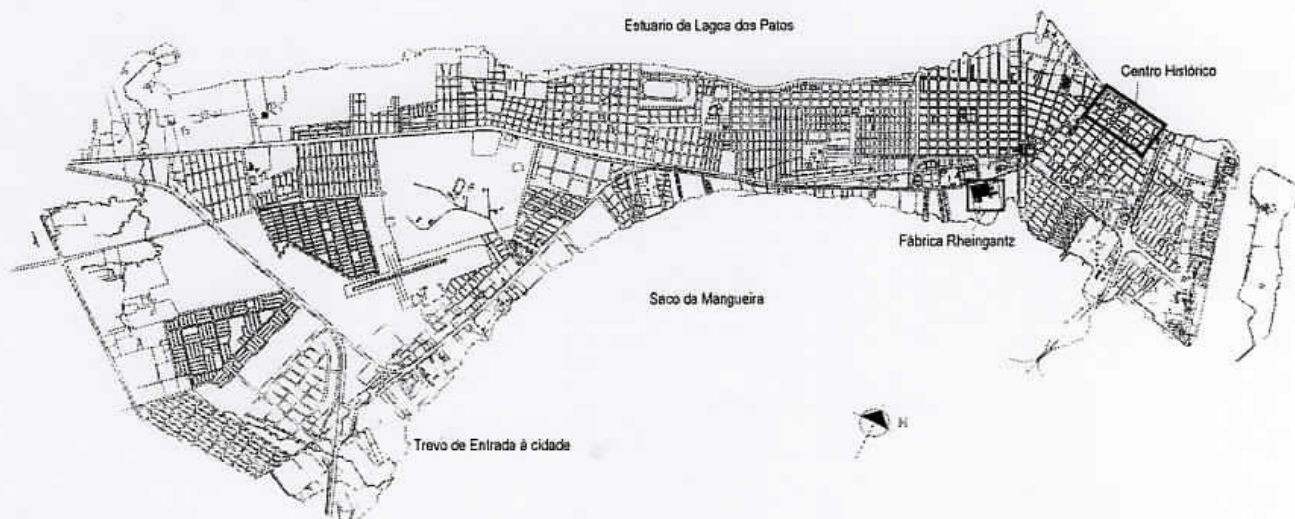 Estuario da Lagoa dos Patos
Centro Histórico
Fábrica Rheingantz
Saco da Mangueira
N
Trevo de Entrada à cidade